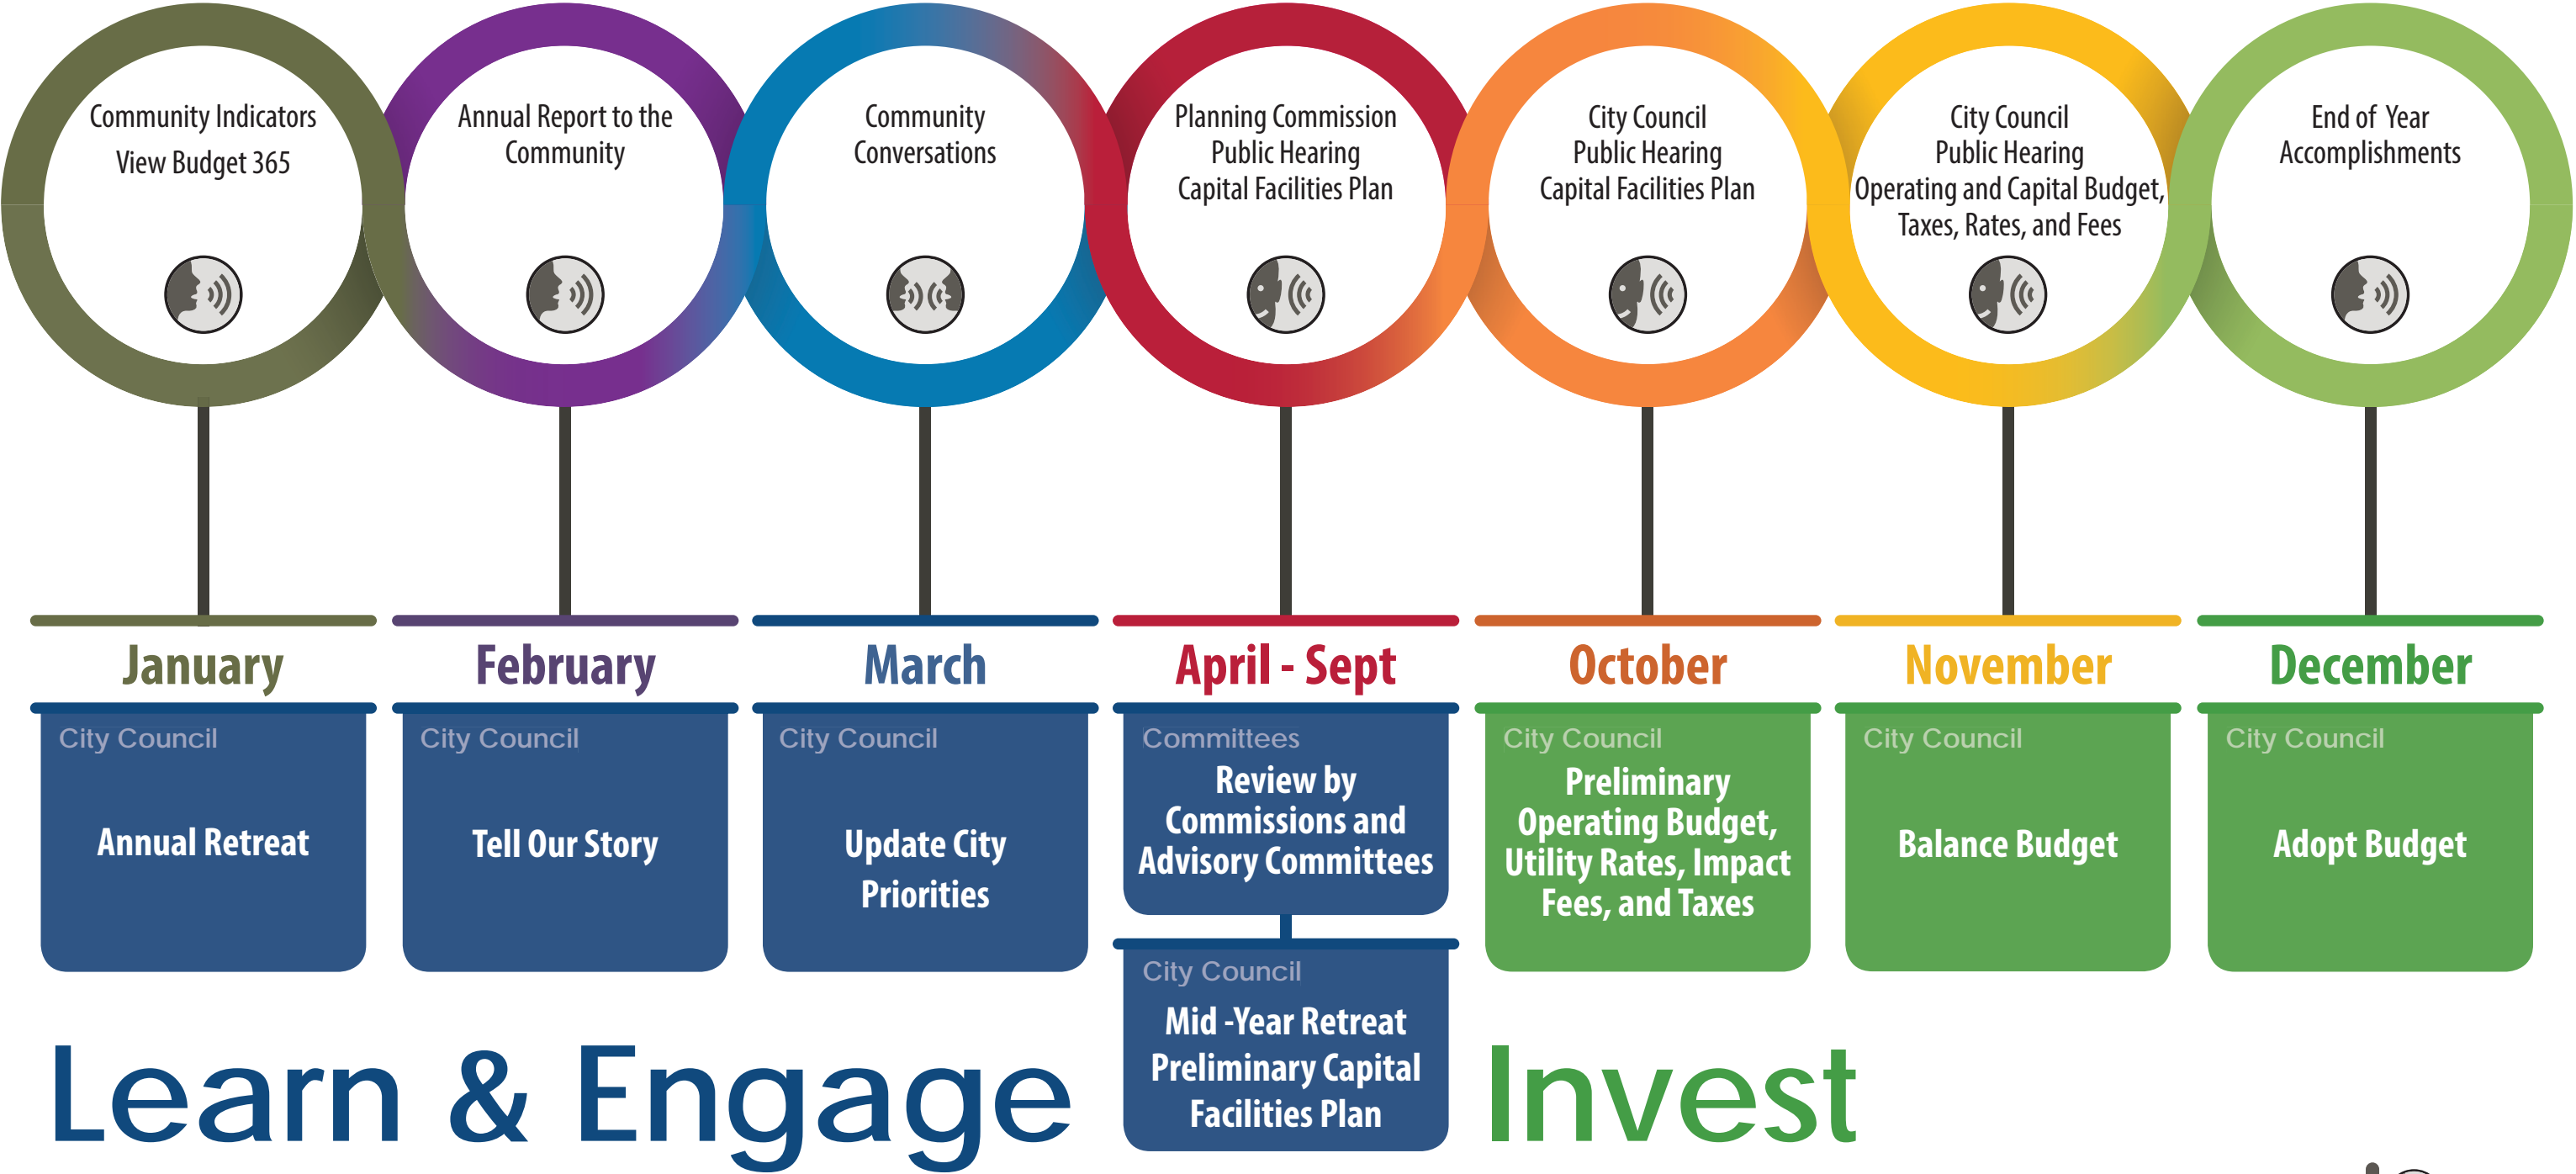 Community Indicators
View Budget 365
Annual Report to the
Community
Community
Conversations
Planning Commission
Public Hearing
Capital Facilities Plan
City Council
Public Hearing
Capital Facilities Plan
City Council
Public Hearing
Operating and Capital Budget,
Taxes, Rates, and Fees
End of Year
Accomplishments
January
February
March
April - Sept
October
November
December
City Council
Annual Retreat
City Council
Tell Our Story
City Council
Update City
Priorities
Committees
Review by
Commissions and
Advisory Committees
City Council
Mid -Year Retreat
Preliminary Capital
Facilities Plan
City Council
Preliminary
Operating Budget,
Utility Rates, Impact
Fees, and Taxes
City Council
Balance Budget
City Council
Adopt Budget
Learn & Engage
Invest